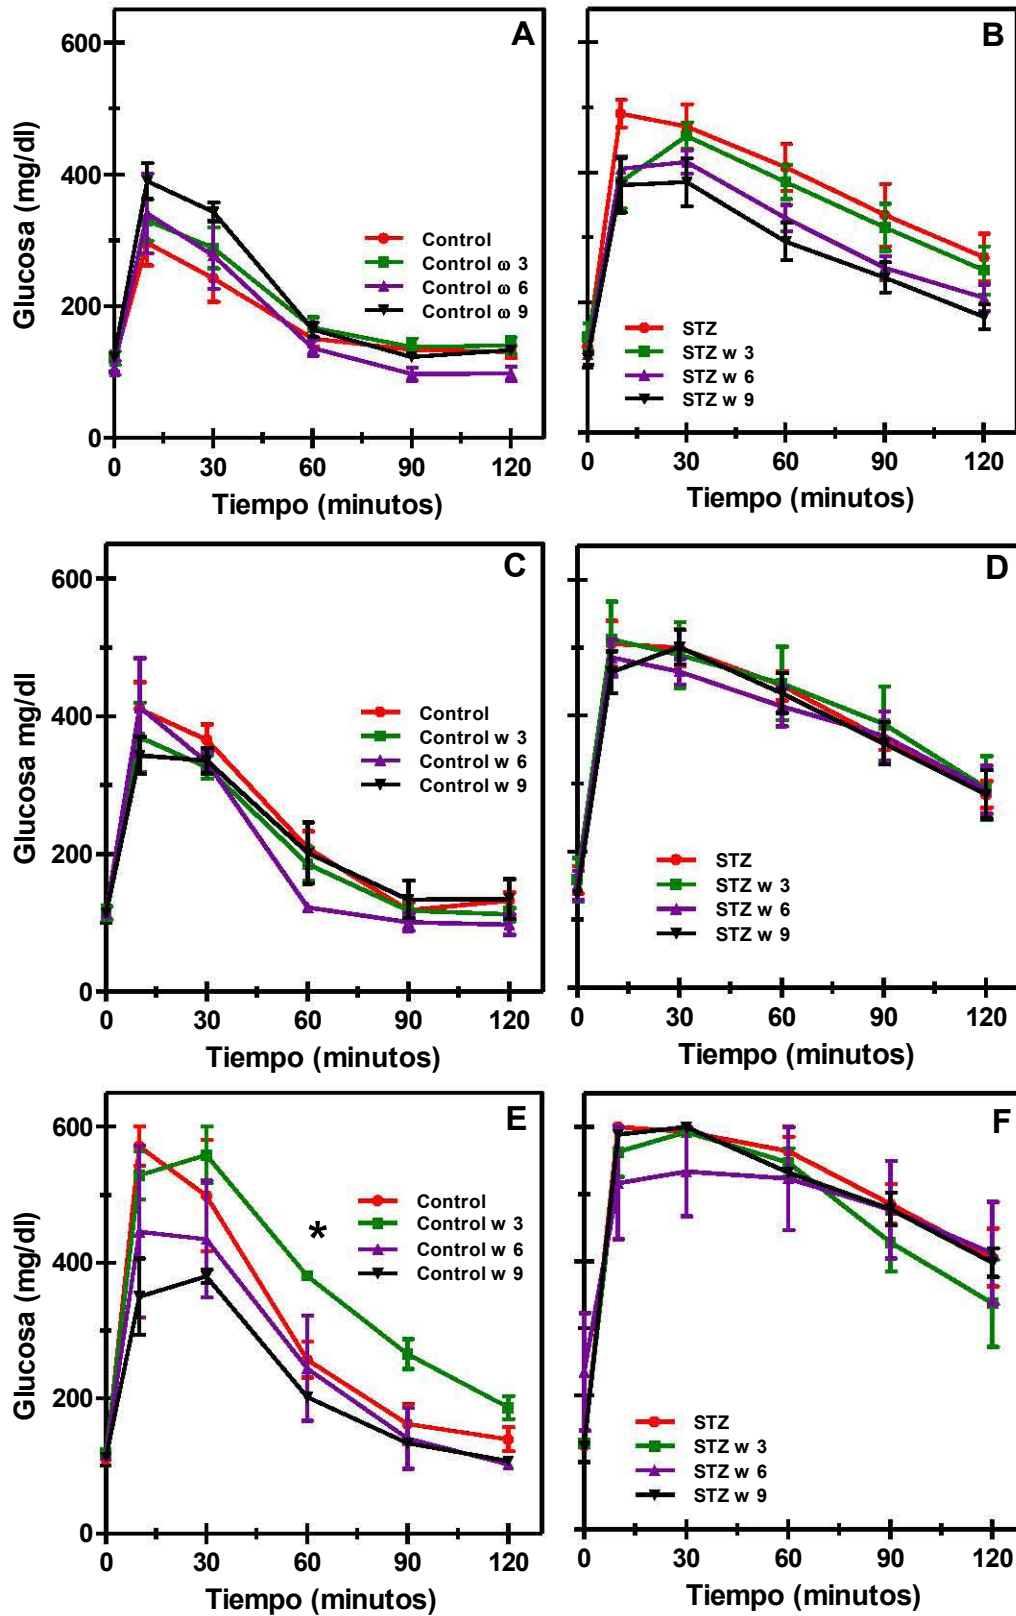 A
600
400
200
0
Glucosa (mg/dl)
Control
Control ω 3
Control ω 6
Control ω 9
0 30 60 90 120
Tiempo (minutos)
B
STZ
STZ w 3
STZ w 6
STZ w 9
0 30 60 90 120
Tiempo (minutos)
C
600
400
200
0
Glucosa mg/dl
Control
Control w 3
Control w 6
Control w 9
0 30 60 90 120
Tiempo (minutos)
D
STZ
STZ w 3
STZ w 6
STZ w 9
0 30 60 90 120
Tiempo (minutos)
E
600
400
200
0
Glucosa (mg/dl)
*
Control
Control w 3
Control w 6
Control w 9
0 30 60 90 120
Tiempo (minutos)
F
STZ
STZ w 3
STZ w 6
STZ w 9
0 30 60 90 120
Tiempo (minutos)